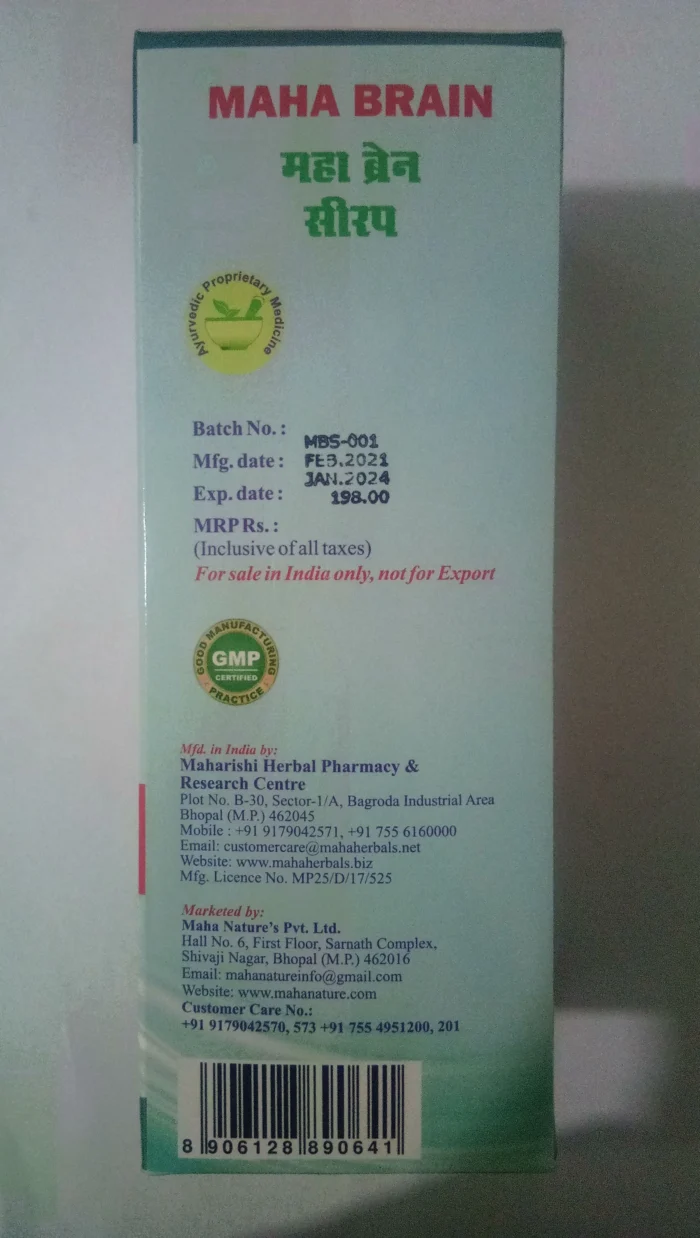 MAHA BRAIN
महा ब्रेन
सीरप
Ayurvedic Proprietary Medicine
Batch No. :
MBS-001
Mfg. date :
FEB.2021
JAN.2024
Exp. date :
198.00
MRP Rs. :
(Inclusive of all taxes)
For sale in India only, not for Export
GOOD MANUFACTURING
GMP
CERTIFIED
PRACTICE
Mfd. in India by:
Maharishi Herbal Pharmacy &
Research Centre
Plot No. B-30, Sector-1/A, Bagroda Industrial Area
Bhopal (M.P.) 462045
Mobile : +91 9179042571, +91 755 6160000
Email: customercare@mahaherbals.net
Website: www.mahaherbals.biz
Mfg. Licence No. MP25/D/17/525
Marketed by:
Maha Nature's Pvt. Ltd.
Hall No. 6, First Floor, Sarnath Complex,
Shivaji Nagar, Bhopal (M.P.) 462016
Email: mahanatureinfo@gmail.com
Website: www.mahanature.com
Customer Care No.:
+91 9179042570, 573 +91 755 4951200, 201
8 906128 890641